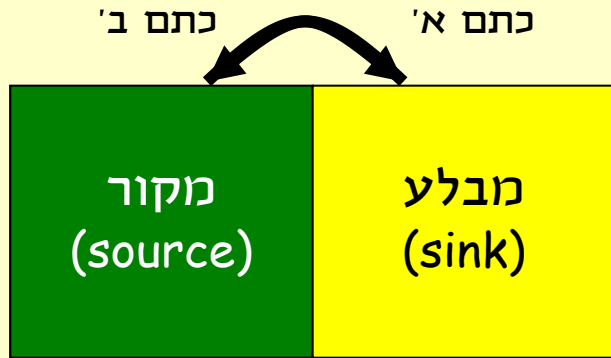 כתם א'
כתם ב'
מבלע
(sink)
מקור
(source)